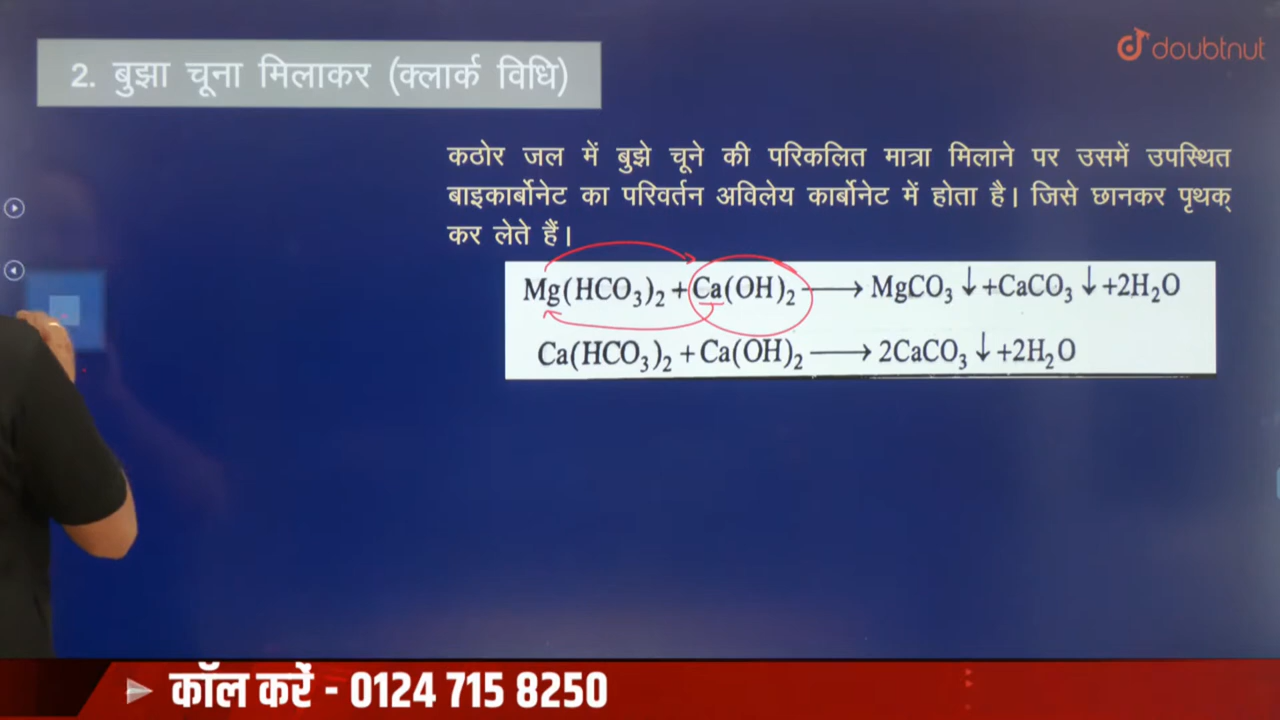 doubtnut
2. बुझा चूना मिलाकर (क्लार्क विधि)
कठोर जल में बुझे चूने की परिकलित मात्रा मिलाने पर उसमें उपस्थित
बाइकार्बोनेट का परिवर्तन अविलेय कार्बोनेट में होता है। जिसे छानकर पृथक्
कर लेते हैं।
Mg(HCO₃)₂ + Ca(OH)₂ ⟶ MgCO₃↓ +CaCO₃↓ +2H₂O
Ca(HCO₃)₂ + Ca(OH)₂ ⟶ 2CaCO₃↓ +2H₂O
कॉल करें - 0124 715 8250